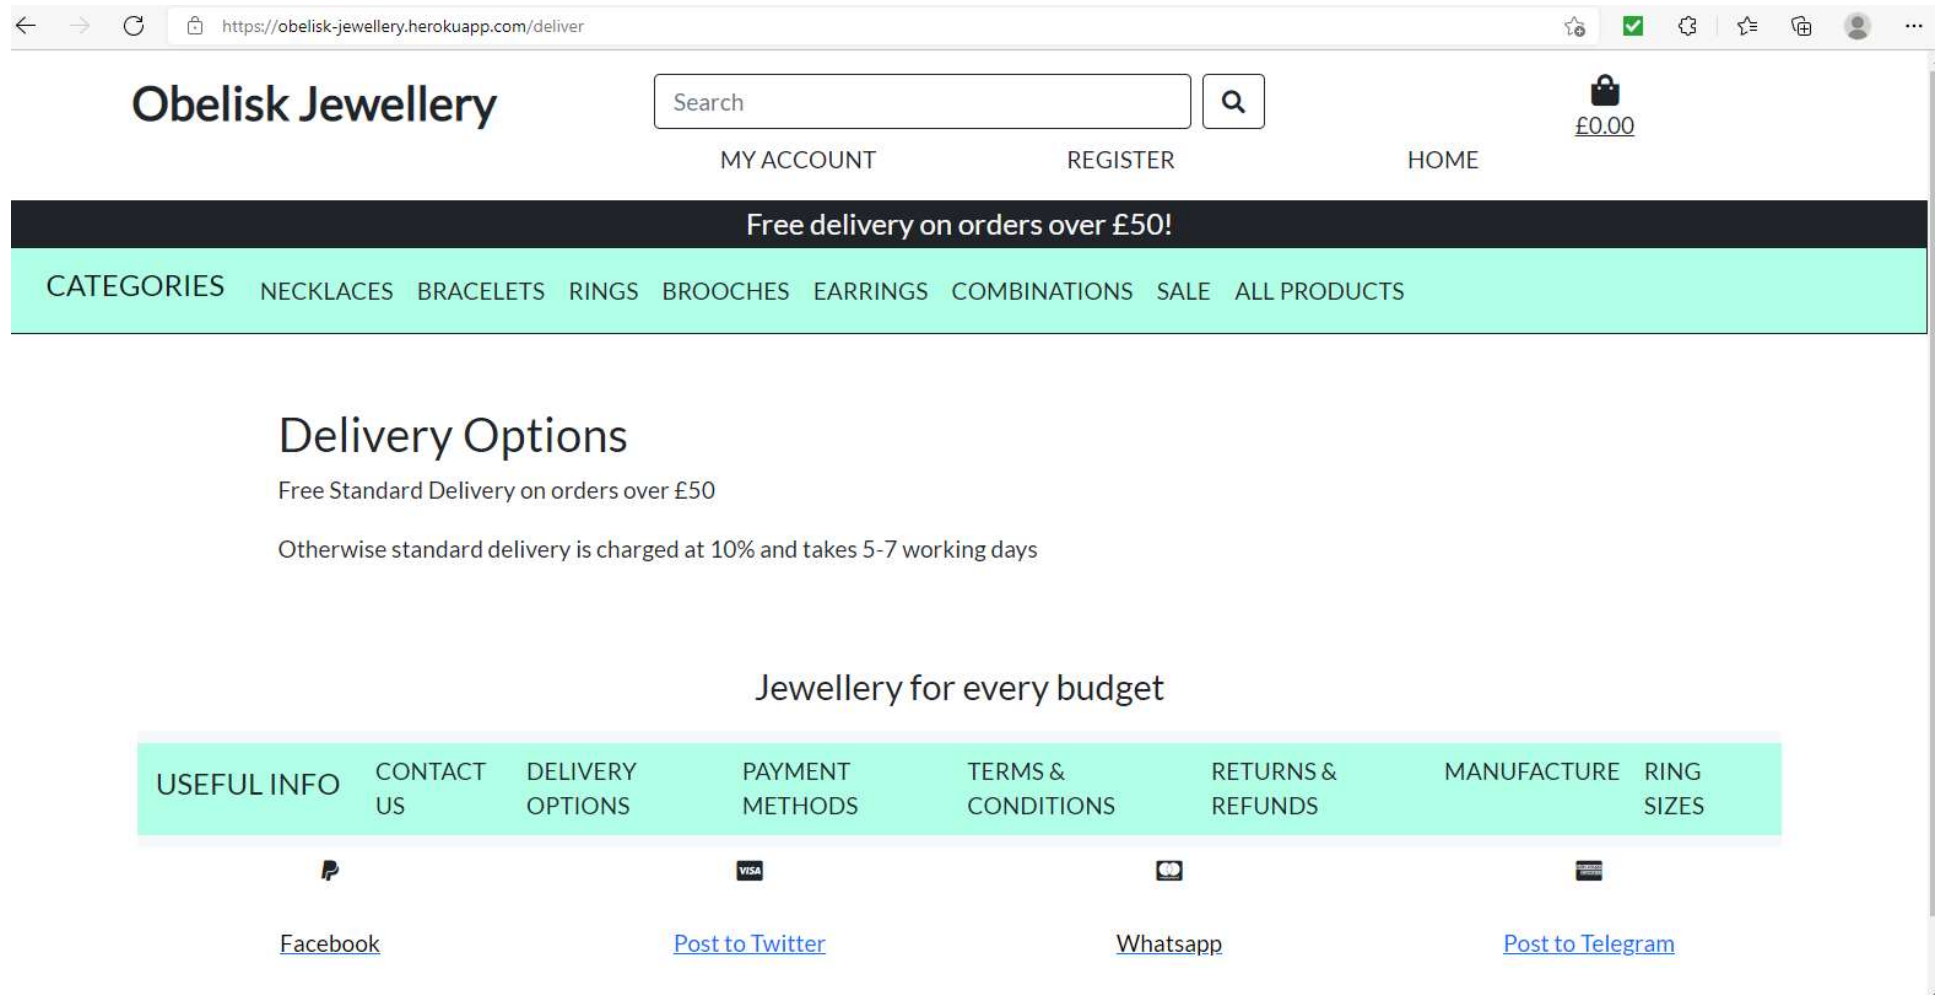 https://obelisk-jewellery.herokuapp.com/deliver
Obelisk Jewellery
Search
£0.00
MY ACCOUNT
REGISTER
HOME
Free delivery on orders over £50!
CATEGORIES NECKLACES BRACELETS RINGS BROOCHES EARRINGS COMBINATIONS SALE ALL PRODUCTS
Delivery Options
Free Standard Delivery on orders over £50
Otherwise standard delivery is charged at 10% and takes 5-7 working days
Jewellery for every budget
USEFUL INFO
CONTACT
US
DELIVERY
OPTIONS
PAYMENT
METHODS
TERMS &
CONDITIONS
RETURNS &
REFUNDS
MANUFACTURE
RING
SIZES
VISA
Facebook
Post to Twitter
Whatsapp
Post to Telegram